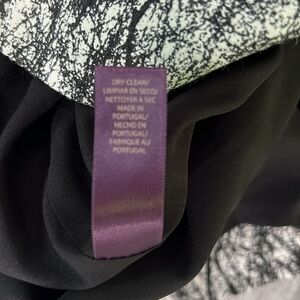 DRY CLEAN/
LIMPIAR EN SECO/
NETTOYER A SEC
MADE IN
PORTUGAL/
HECHO EN
PORTUGAL/
FABRIQUE AU
PORTUGAL